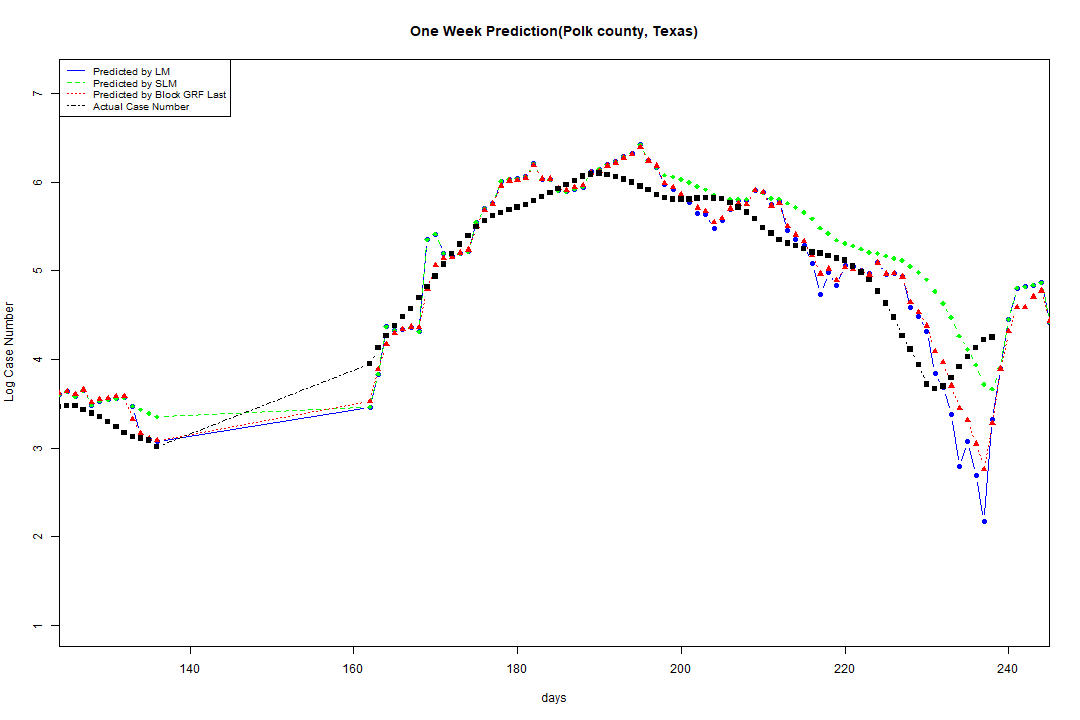 One Week Prediction(Polk county, Texas)
Predicted by LM
Predicted by SLM
Predicted by Block GRF Last
Actual Case Number
7
6
5
4
3
2
1
Log Case Number
140 160 180 200 220 240
days